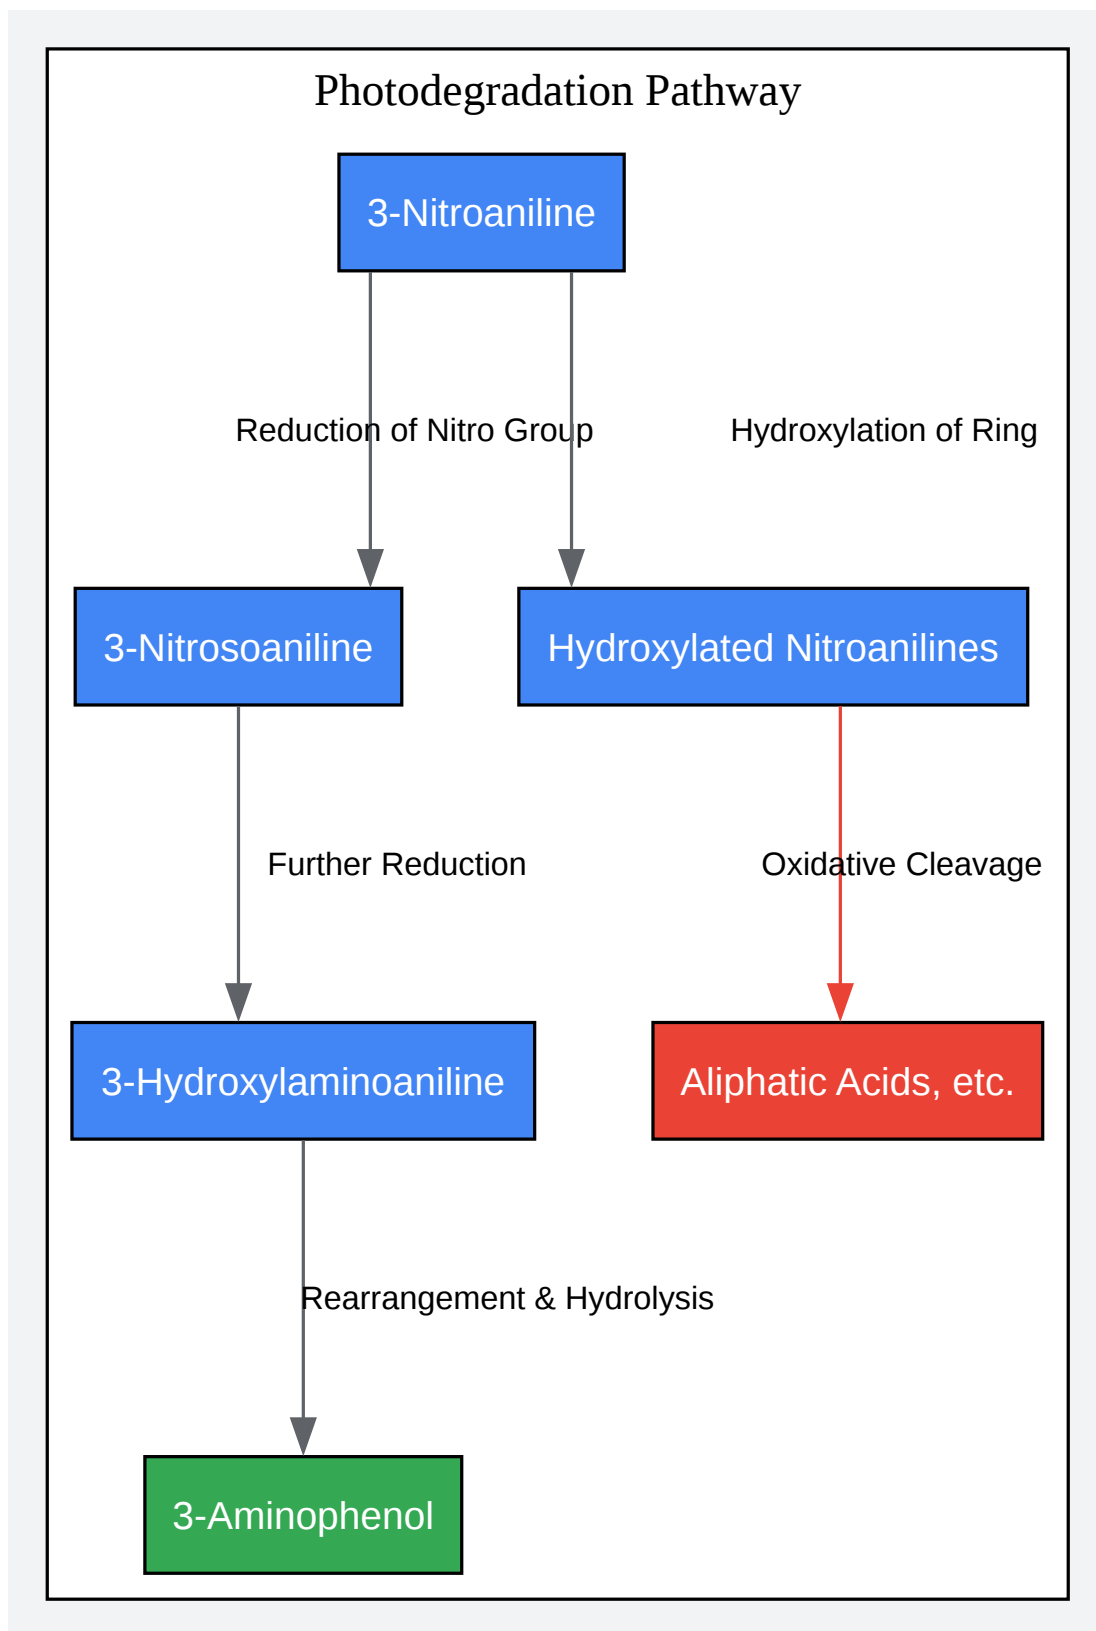 Photodegradation Pathway
3-Nitroaniline
Reduction of Nitro Group
Hydroxylation of Ring
3-Nitrosoaniline
Hydroxylated Nitroanilines
Further Reduction
Oxidative Cleavage
3-Hydroxylaminoaniline
Aliphatic Acids, etc.
Rearrangement & Hydrolysis
3-Aminophenol